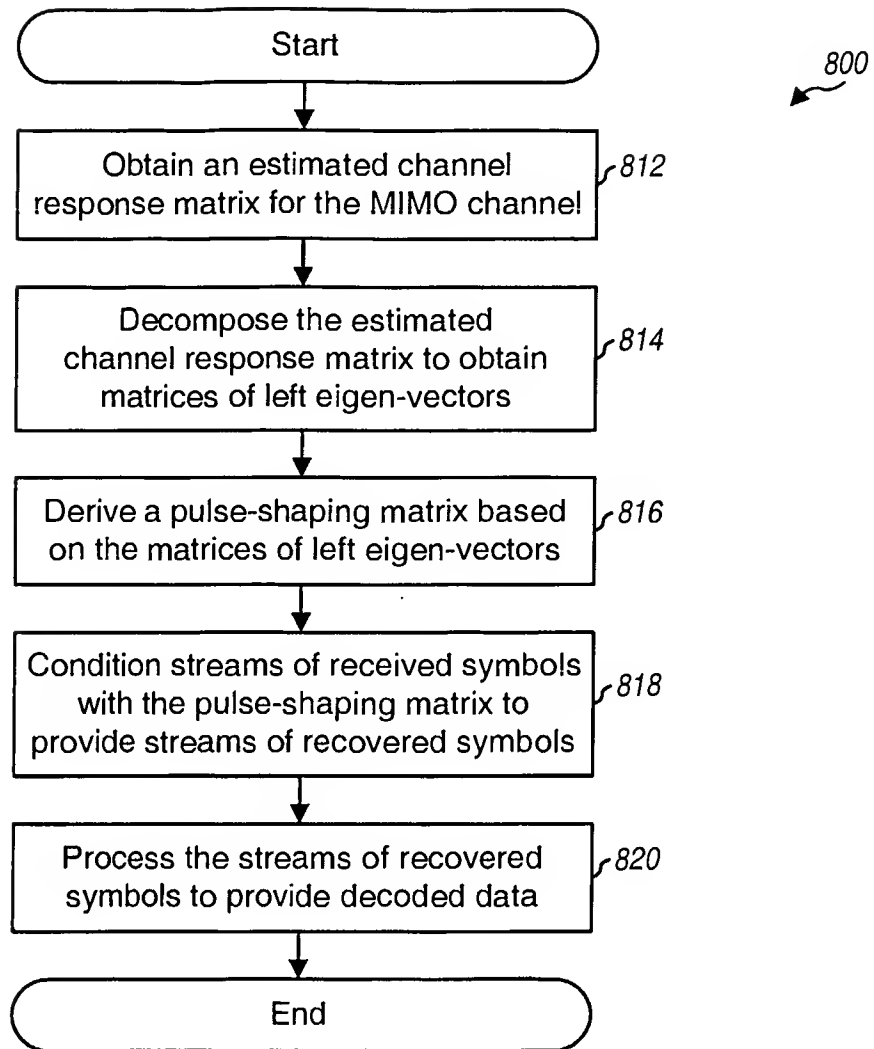 Start
800
Obtain an estimated channel
response matrix for the MIMO channel
812
Decompose the estimated
channel response matrix to obtain
matrices of left eigen-vectors
814
Derive a pulse-shaping matrix based
on the matrices of left eigen-vectors
816
Condition streams of received symbols
with the pulse-shaping matrix to
provide streams of recovered symbols
818
Process the streams of recovered
symbols to provide decoded data
820
End